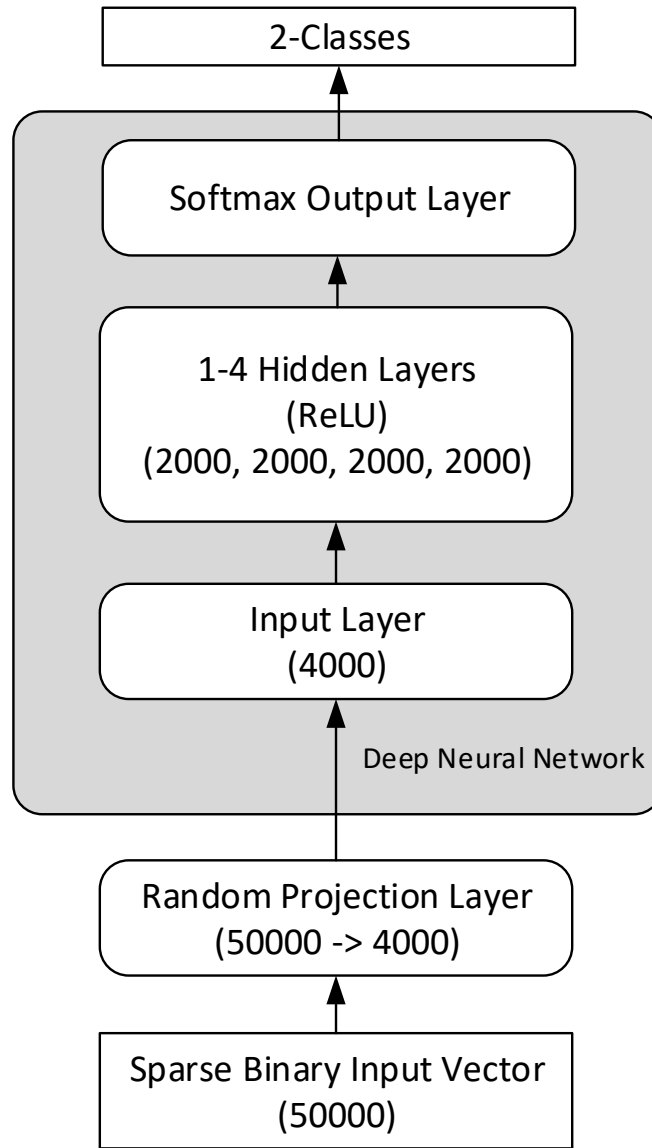 2-Classes
Softmax Output Layer
1-4 Hidden Layers
(ReLU)
(2000, 2000, 2000, 2000)
Input Layer
(4000)
Deep Neural Network
Random Projection Layer
(50000 -> 4000)
Sparse Binary Input Vector
(50000)